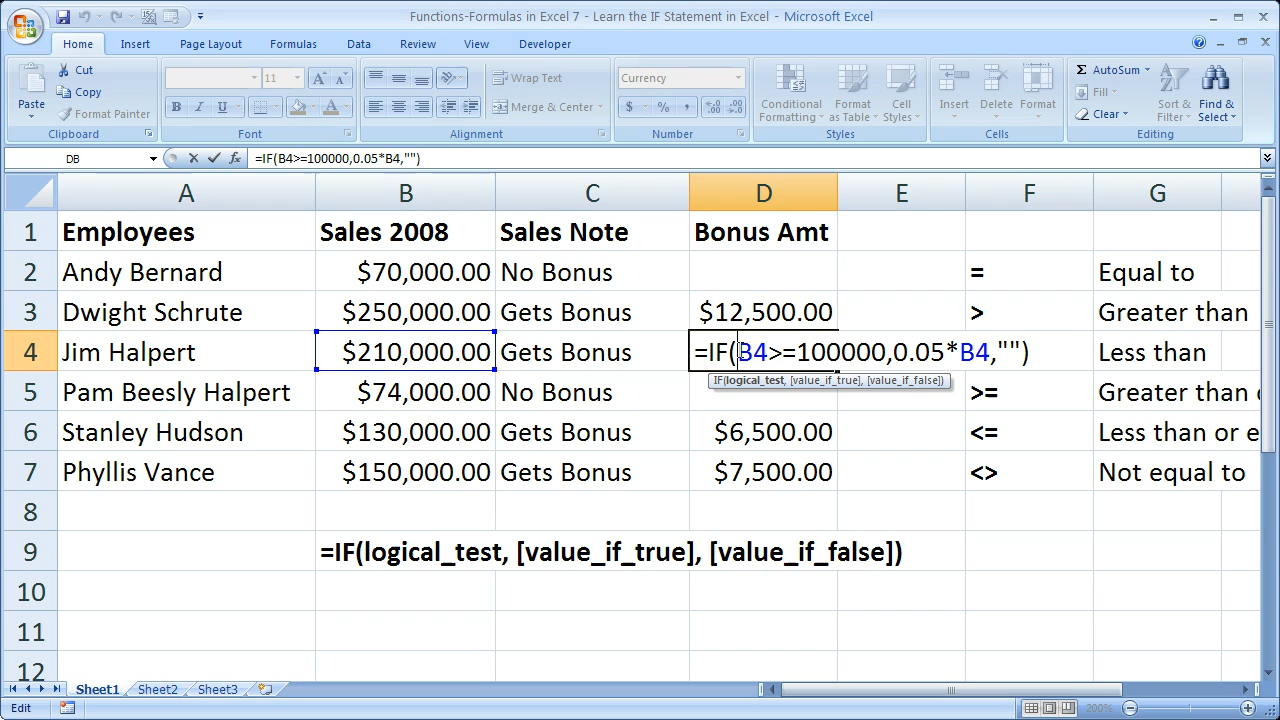 Functions-Formulas in Excel 7 - Learn the IF Statement in Excel - Microsoft Excel
Home Insert Page Layout Formulas Data Review View Developer
Paste Cut Copy Format Painter Clipboard
11 B I U Font
Wrap Text Merge & Center Alignment
Currency $ % , Number
Conditional Formatting Format as Table Cell Styles Styles
Insert Delete Format Cells
Σ AutoSum Fill Clear Sort & Filter Find & Select Editing
DB =IF(B4>=100000,0.05*B4,"")
A B C D E F G
1 Employees Sales 2008 Sales Note Bonus Amt
2 Andy Bernard $70,000.00 No Bonus = Equal to
3 Dwight Schrute $250,000.00 Gets Bonus $12,500.00 > Greater than
4 Jim Halpert $210,000.00 Gets Bonus =IF(B4>=100000,0.05*B4,"") Less than
IF(logical_test, [value_if_true], [value_if_false])
5 Pam Beesly Halpert $74,000.00 No Bonus >= Greater than o
6 Stanley Hudson $130,000.00 Gets Bonus $6,500.00 <= Less than or e
7 Phyllis Vance $150,000.00 Gets Bonus $7,500.00 <> Not equal to
8
9 =IF(logical_test, [value_if_true], [value_if_false])
10
11
12
Sheet1 Sheet2 Sheet3
Edit 200%